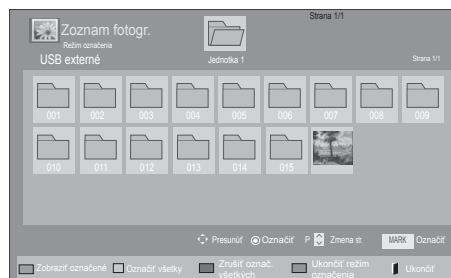 Strana 1/1
Zoznam fotogr.
Režim označenia
USB externé
Jednotka 1
Strana 1/1
001 002 003 004 005 006 007 008 009
010 011 012 013 014 015
Presunúť Označiť P Zmena st MARK Označiť
Zobraziť označené Označiť všetky Zrušiť označ. všetkých Ukončiť režim označenia Ukončiť